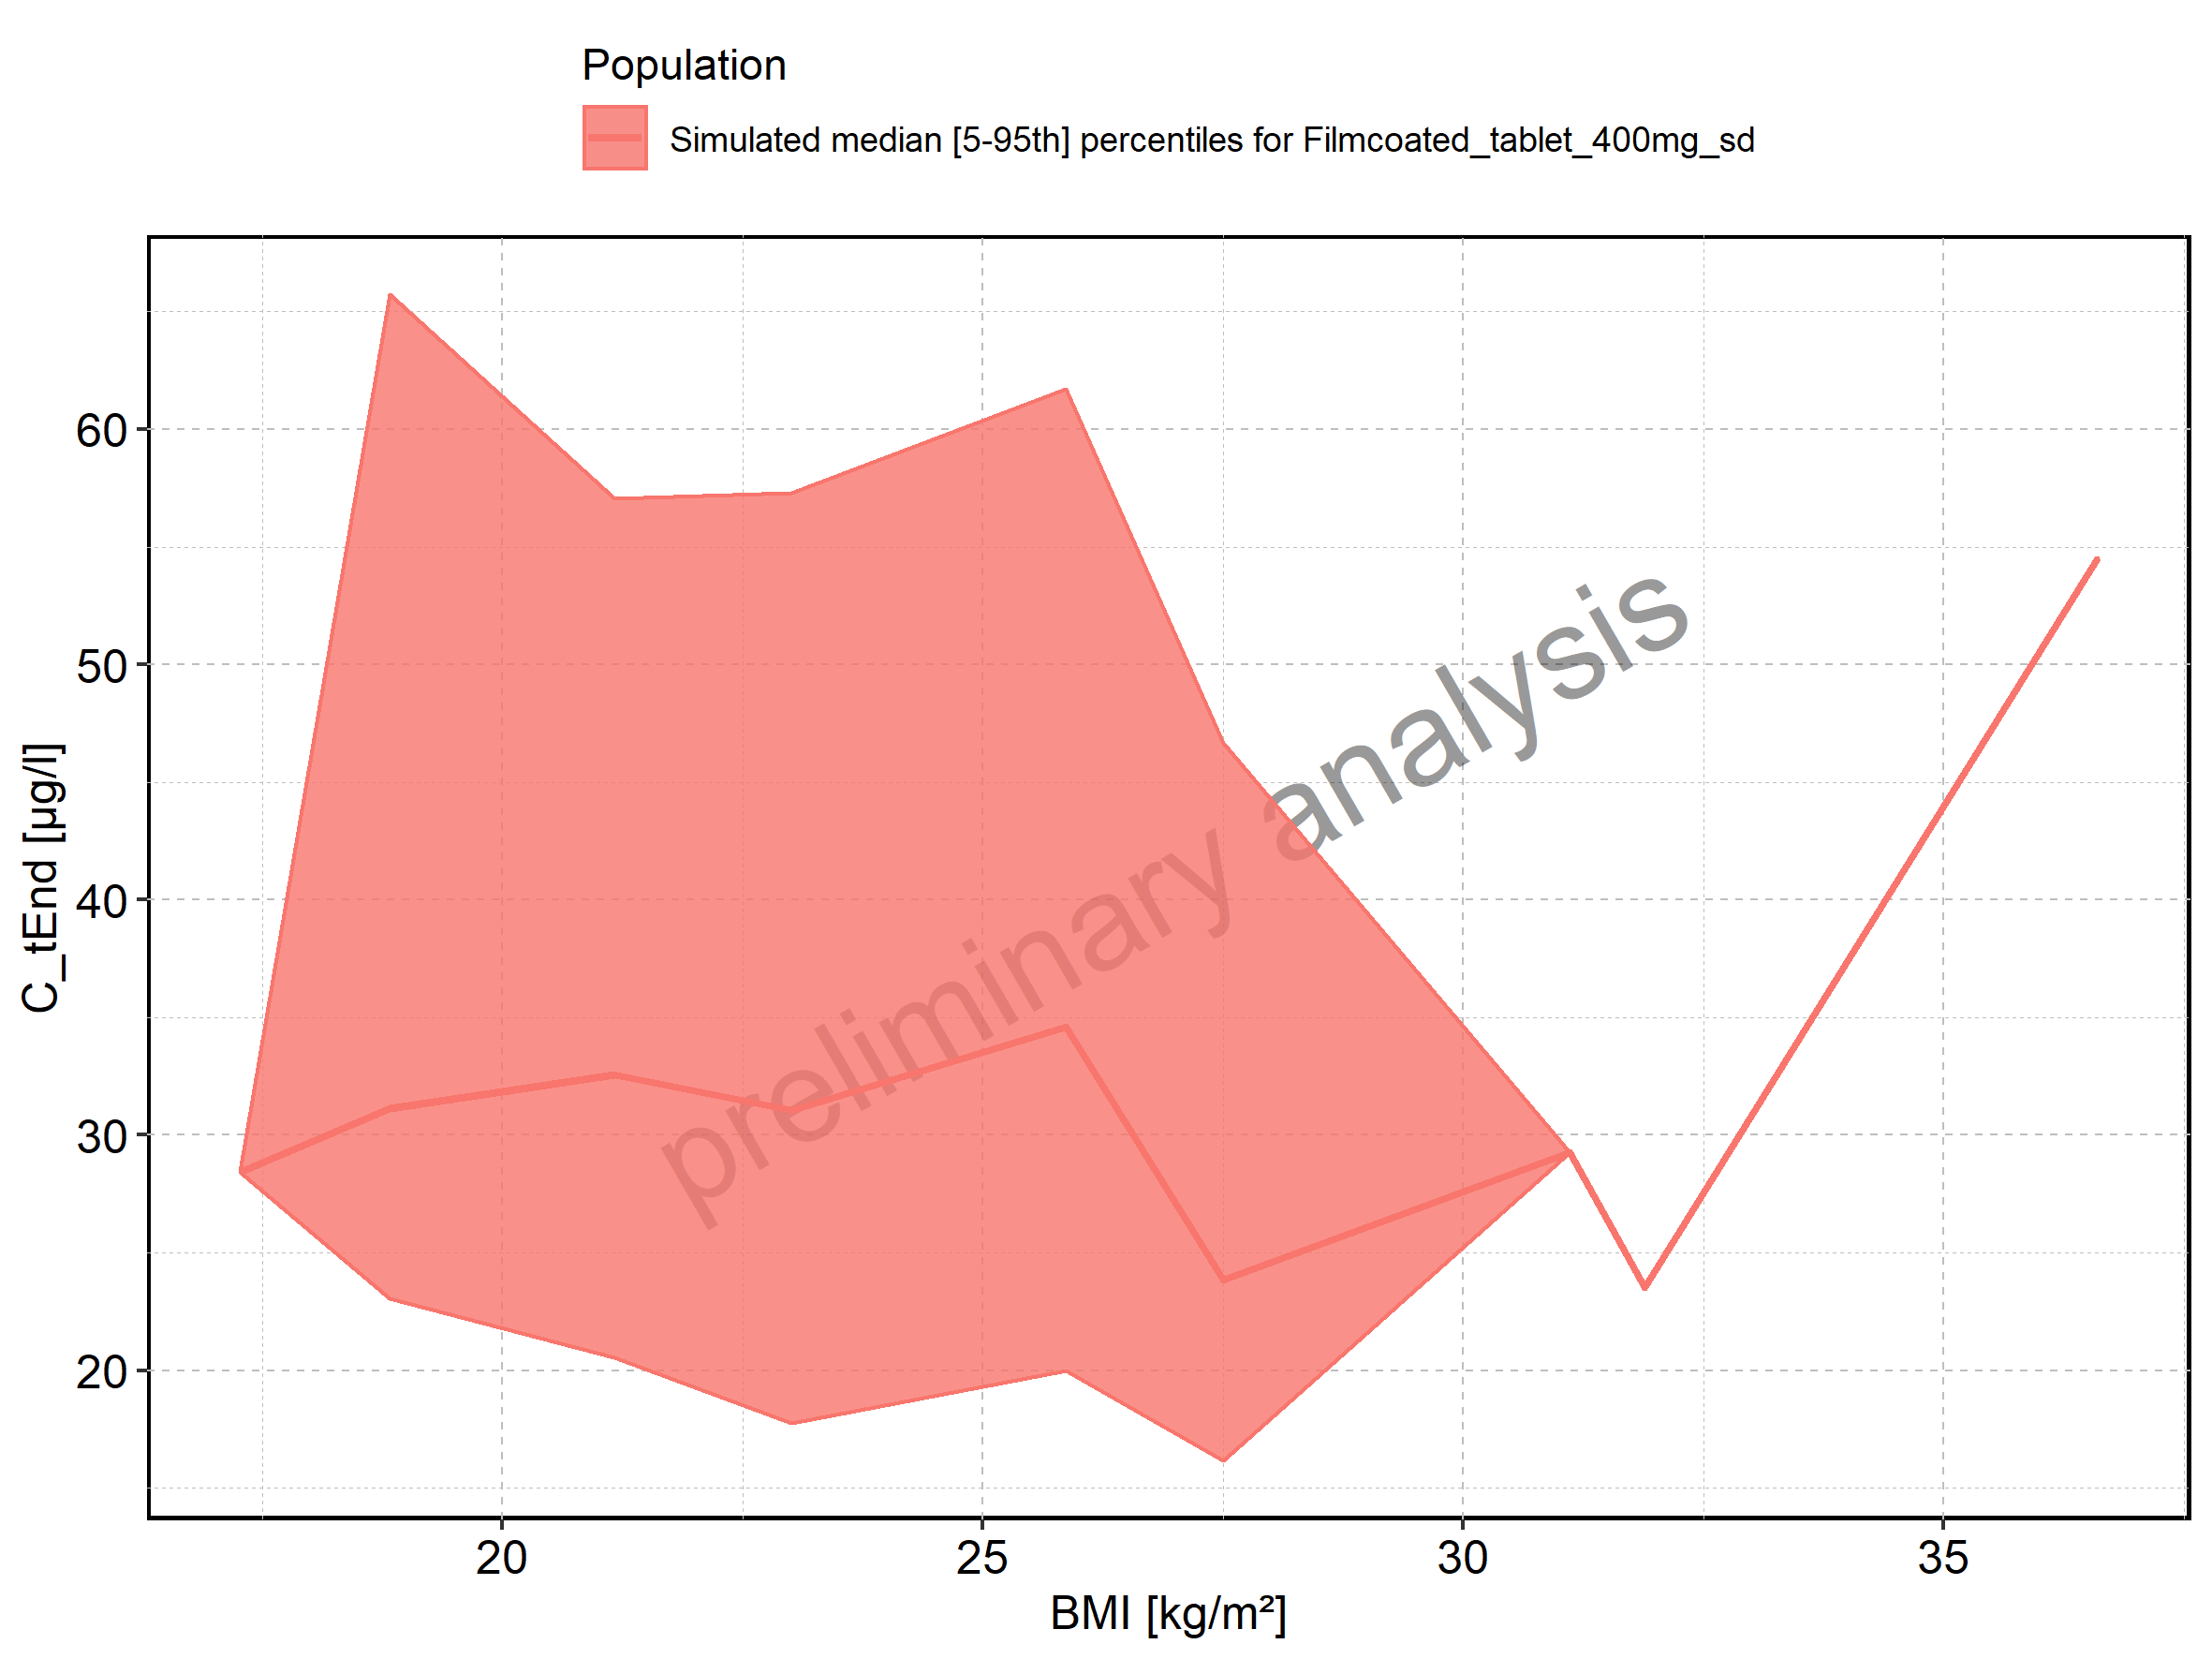 Population
Simulated median [5-95th] percentiles for Filmcoated_tablet_400mg_sd
C_tEnd [µg/l]
60
50
40
30
20
preliminary analysis
20 25 30 35
BMI [kg/m²]